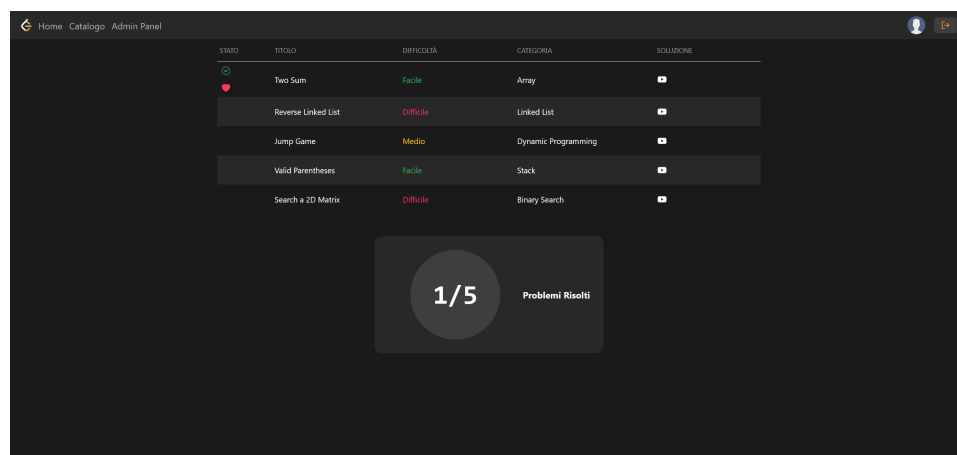 Home Catalogo Admin Panel
STATO TITOLO DIFFICOLTÀ CATEGORIA SOLUZIONE
Two Sum Facile Array
Reverse Linked List Difficile Linked List
Jump Game Medio Dynamic Programming
Valid Parentheses Facile Stack
Search a 2D Matrix Difficile Binary Search
1/5 Problemi Risolti